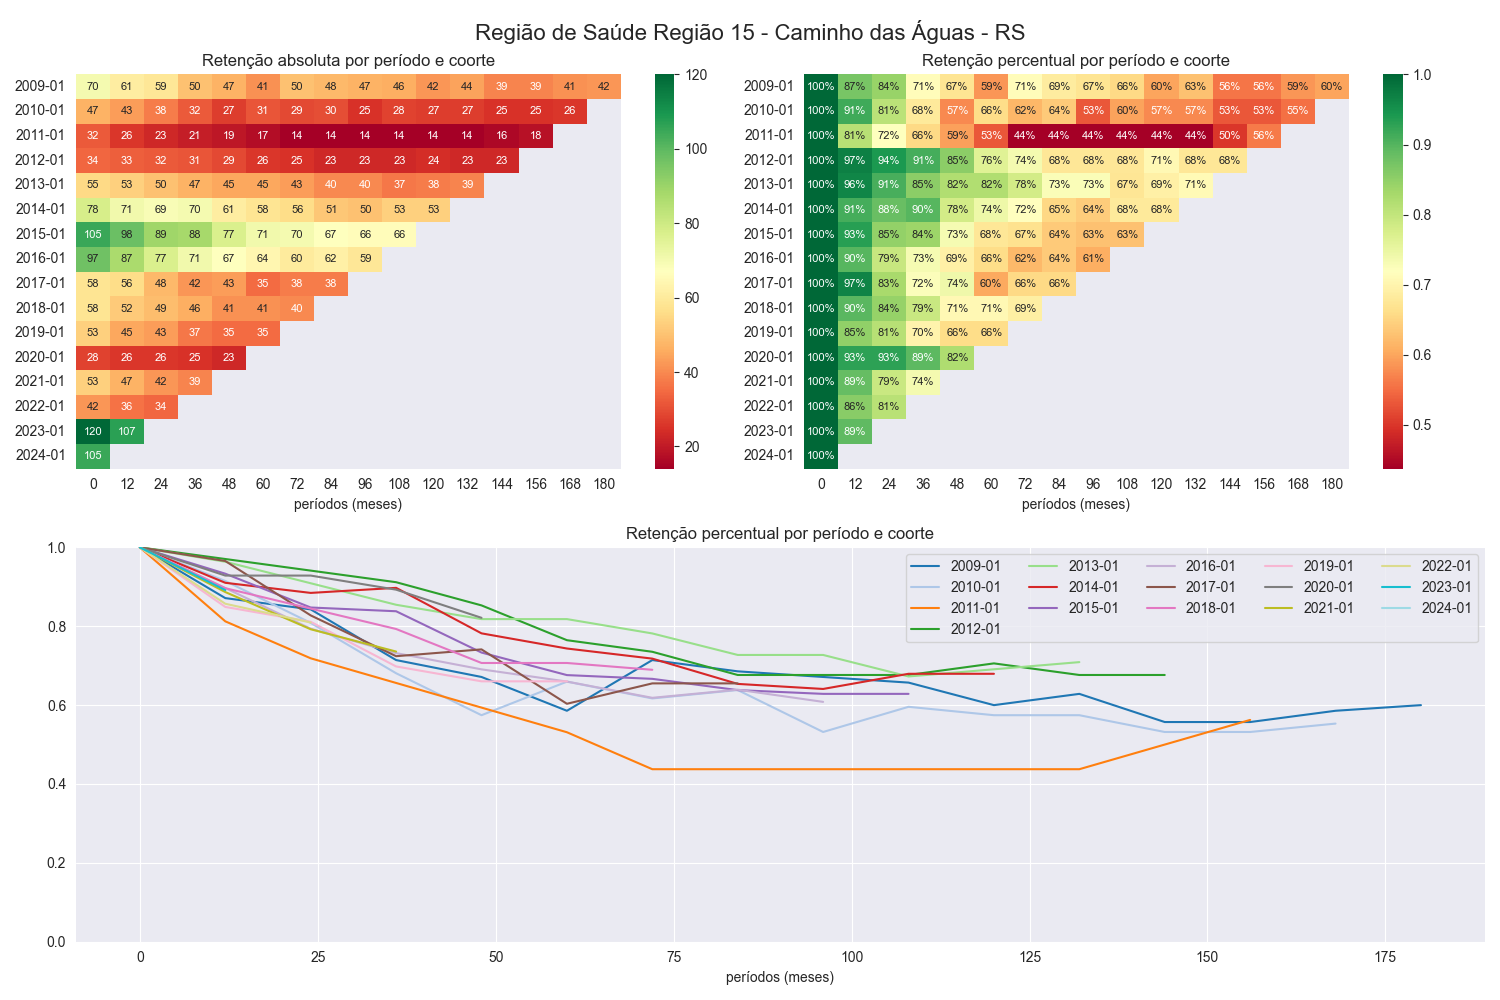 Região de Saúde Região 15 - Caminho das Águas - RS
Retenção absoluta por período e coorte
2009-01 70 61 59 50 47 41 50 48 47 46 42 44 39 39 41 42
2010-01 47 43 38 32 27 31 29 30 25 28 27 27 25 25 26
2011-01 32 26 23 21 19 17 14 14 14 14 14 14 16 18
2012-01 34 33 32 31 29 26 25 23 23 23 24 23 23
2013-01 55 53 50 47 45 45 43 40 40 37 38 39
2014-01 78 71 69 70 61 58 56 51 50 53 53
2015-01 105 98 89 88 77 71 70 67 66 66
2016-01 97 87 77 71 67 64 60 62 59
2017-01 58 56 48 42 43 35 38 38
2018-01 58 52 49 46 41 41 40
2019-01 53 45 43 37 35 35
2020-01 28 26 26 25 23
2021-01 53 47 42 39
2022-01 42 36 34
2023-01 120 107
2024-01 105
0 12 24 36 48 60 72 84 96 108 120 132 144 156 168 180
períodos (meses)
120
100
80
60
40
20
Retenção percentual por período e coorte
2009-01 100% 87% 84% 71% 67% 59% 71% 69% 67% 66% 60% 63% 56% 56% 59% 60%
2010-01 100% 91% 81% 68% 57% 66% 62% 64% 53% 60% 57% 57% 53% 53% 55%
2011-01 100% 81% 72% 66% 59% 53% 44% 44% 44% 44% 44% 44% 50% 56%
2012-01 100% 97% 94% 91% 85% 76% 74% 68% 68% 68% 71% 68% 68%
2013-01 100% 96% 91% 85% 82% 82% 78% 73% 73% 67% 69% 71%
2014-01 100% 91% 88% 90% 78% 74% 72% 65% 64% 68% 68%
2015-01 100% 93% 85% 84% 73% 68% 67% 64% 63% 63%
2016-01 100% 90% 79% 73% 69% 66% 62% 64% 61%
2017-01 100% 97% 83% 72% 74% 60% 66% 66%
2018-01 100% 90% 84% 79% 71% 71% 69%
2019-01 100% 85% 81% 70% 66% 66%
2020-01 100% 93% 93% 89% 82%
2021-01 100% 89% 79% 74%
2022-01 100% 86% 81%
2023-01 100% 89%
2024-01 100%
0 12 24 36 48 60 72 84 96 108 120 132 144 156 168 180
períodos (meses)
1.0
0.9
0.8
0.7
0.6
0.5
Retenção percentual por período e coorte
1.0
0.8
0.6
0.4
0.2
0.0
2009-01 2013-01 2016-01 2019-01 2022-01
2010-01 2014-01 2017-01 2020-01 2023-01
2011-01 2015-01 2018-01 2021-01 2024-01
2012-01
0 25 50 75 100 125 150 175
períodos (meses)